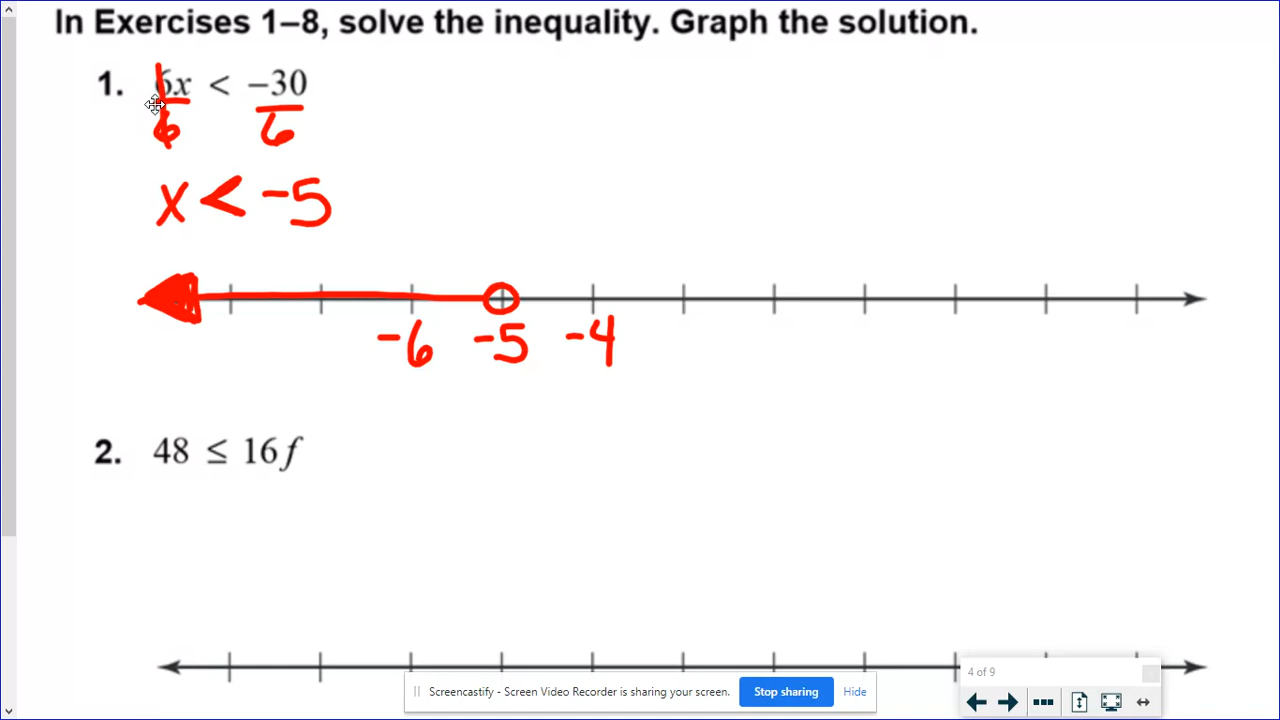 In Exercises 1–8, solve the inequality. Graph the solution.
1. 6x < −30
6 6
x < -5
-6 -5 -4
2. 48 ≤ 16f
4 of 9
Screencastify - Screen Video Recorder is sharing your screen. Stop sharing Hide